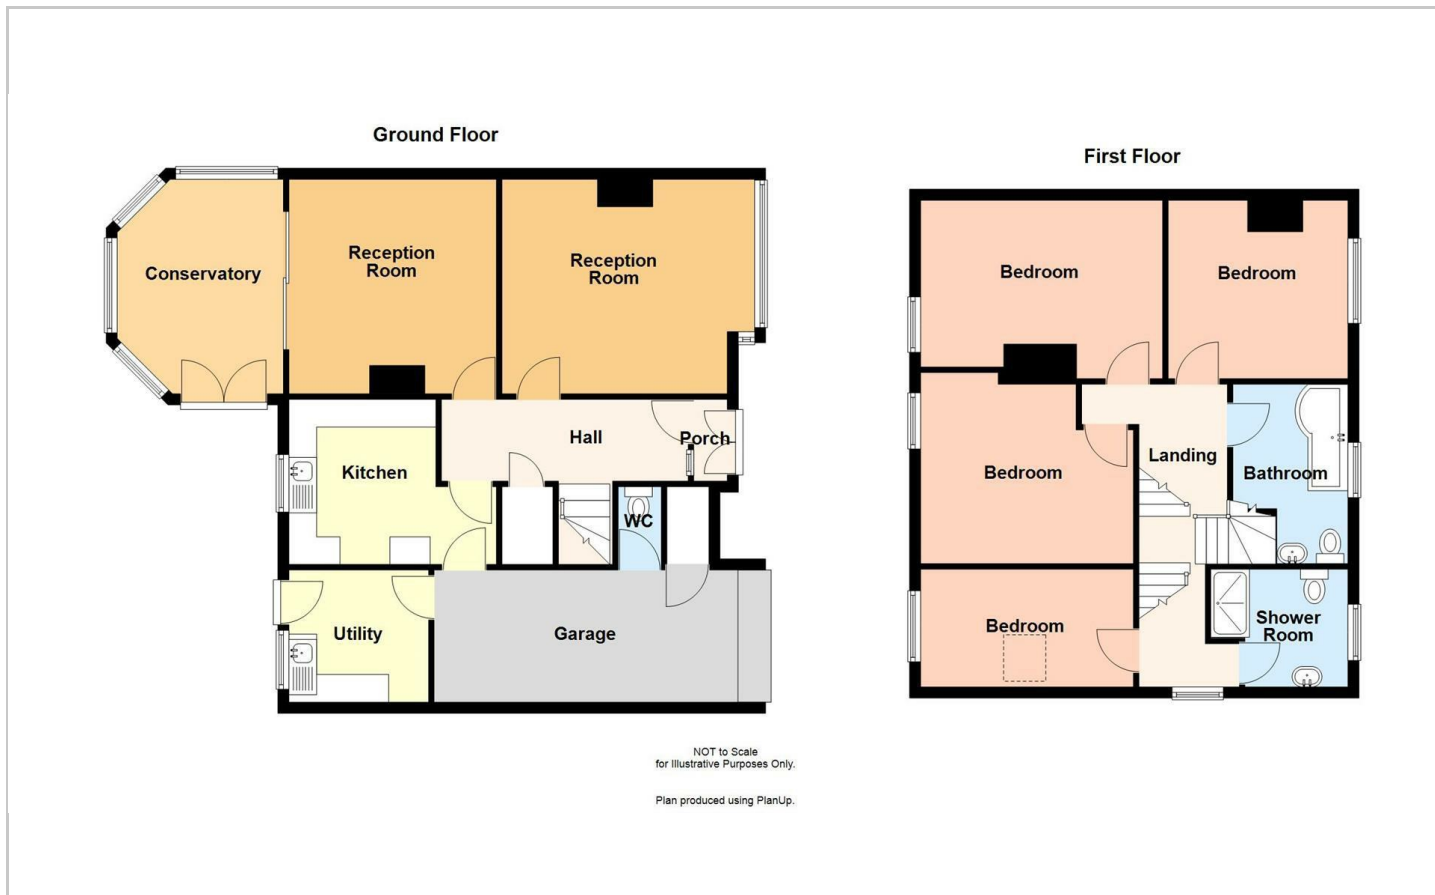 Ground Floor
Conservatory
Reception
Room
Reception
Room
Kitchen
Hall
Porch
WC
Utility
Garage
First Floor
Bedroom
Bedroom
Bedroom
Landing
Bathroom
Bedroom
Shower
Room
NOT to Scale
for Illustrative Purposes Only.
Plan produced using PlanUp.